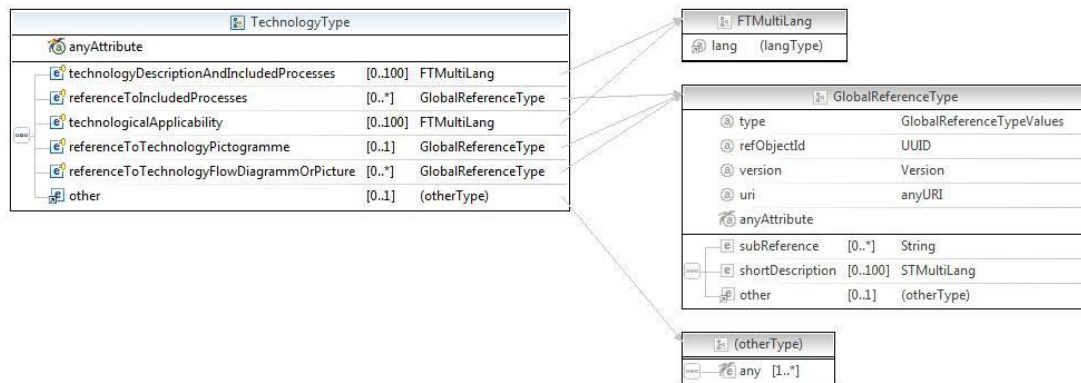 TechnologyType
anyAttribute
technologyDescriptionAndIncludedProcesses [0..100] FTMultiLang
referenceToIncludedProcesses [0..*] GlobalReferenceType
technologicalApplicability [0..100] FTMultiLang
referenceToTechnologyPictogramme [0..1] GlobalReferenceType
referenceToTechnologyFlowDiagrammOrPicture [0..*] GlobalReferenceType
other [0..1] (otherType)
FTMultiLang
lang (langType)
GlobalReferenceType
type GlobalReferenceTypeValues
refObjectId UUID
version Version
uri anyURI
anyAttribute
subReference [0..*] String
shortDescription [0..100] STMultiLang
other [0..1] (otherType)
(otherType)
any [1..*]